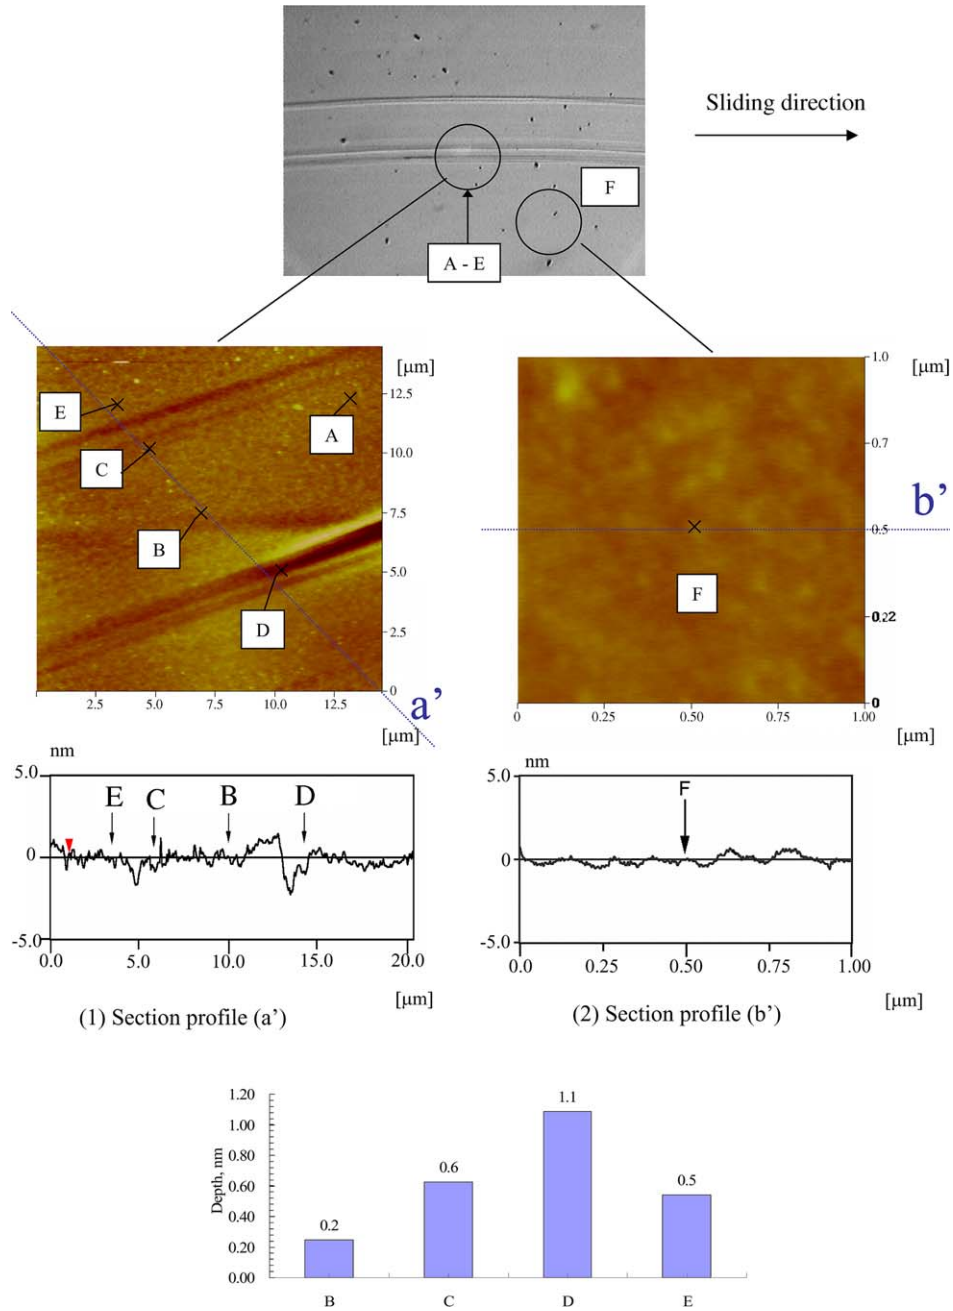 Sliding direction
F
A - E
[μm]
E
A
C
B
D
12.5
10.0
7.5
5.0
2.5
0
2.5
5.0
7.5
10.0
12.5
a’
[μm]
[μm]
1.0
0.7
0.5
0
b’
F
0
0.25
0.50
0.75
1.00
[μm]
nm
5.0
0
-5.0
E
C
B
D
0.0
5.0
10.0
15.0
20.0
[μm]
(1) Section profile (a’)
nm
5.0
0
-5.0
F
0.0
0.25
0.50
0.75
1.00
[μm]
(2) Section profile (b’)
Depth, nm
1.20
1.00
0.80
0.60
0.40
0.20
0.00
0.2
0.6
1.1
0.5
B
C
D
E